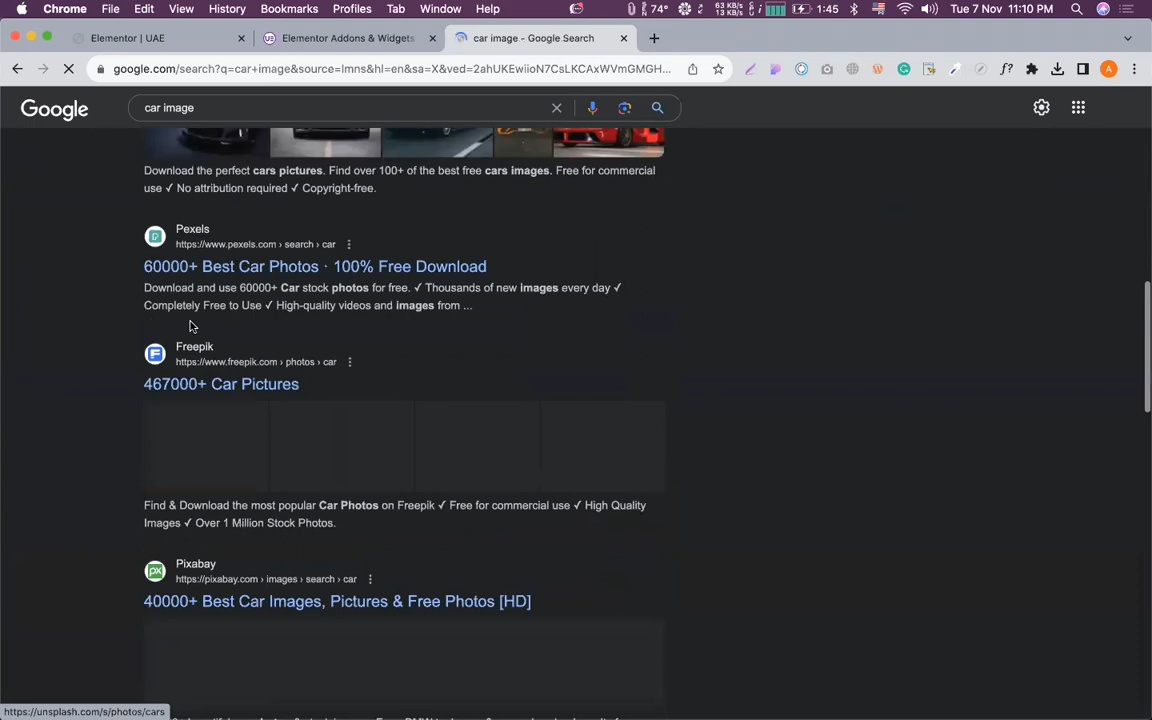 Chrome File Edit View History Bookmarks Profiles Tab Window Help 74° 63 KB/s 13 KB/s 1:45 Tue 7 Nov 11:10 PM
Elementor | UAE Elementor Addons & Widgets car image - Google Search
google.com/search?q=car+image&source=lmns&hl=en&sa=X&ved=2ahUKEwiioN7CsLKCAxWVmGMG...
Google car image
Download the perfect cars pictures. Find over 100+ of the best free cars images. Free for commercial
use ✓ No attribution required ✓ Copyright-free.
Pexels
https://www.pexels.com › search › car
60000+ Best Car Photos · 100% Free Download
Download and use 60000+ Car stock photos for free. ✓ Thousands of new images every day ✓
Completely Free to Use ✓ High-quality videos and images from ...
Freepik
https://www.freepik.com › photos › car
467000+ Car Pictures
Find & Download the most popular Car Photos on Freepik ✓ Free for commercial use ✓ High Quality
Images ✓ Over 1 Million Stock Photos.
Pixabay
https://pixabay.com › images › search › car
40000+ Best Car Images, Pictures & Free Photos [HD]
https://unsplash.com/s/photos/cars